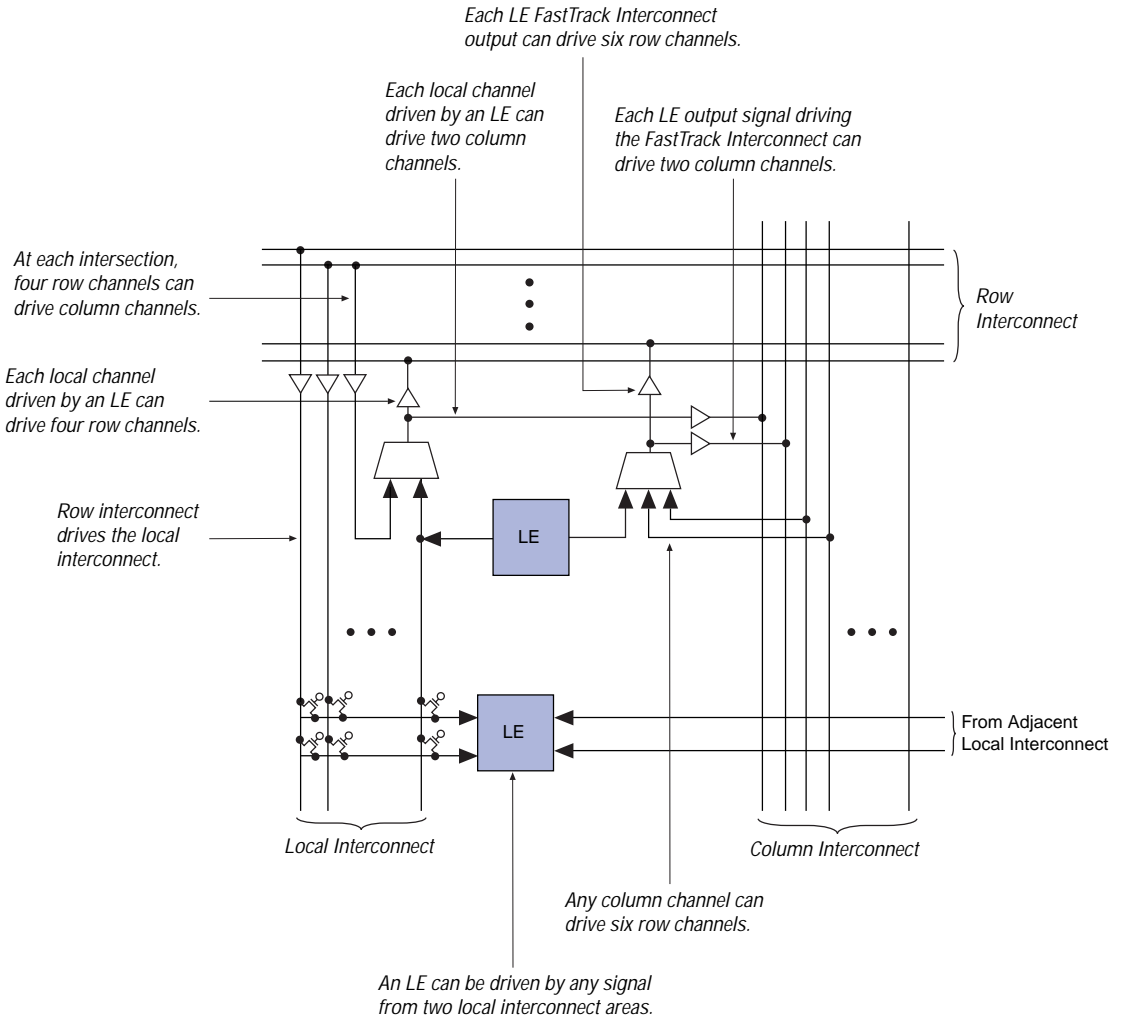 Each LE FastTrack Interconnect
output can drive six row channels.
Each local channel
driven by an LE can
drive two column
channels.
Each LE output signal driving
the FastTrack Interconnect can
drive two column channels.
At each intersection,
four row channels can
drive column channels.
Row
Interconnect
Each local channel
driven by an LE can
drive four row channels.
Row interconnect
drives the local
interconnect.
LE
LE
From Adjacent
Local Interconnect
Local Interconnect
Column Interconnect
Any column channel can
drive six row channels.
An LE can be driven by any signal
from two local interconnect areas.